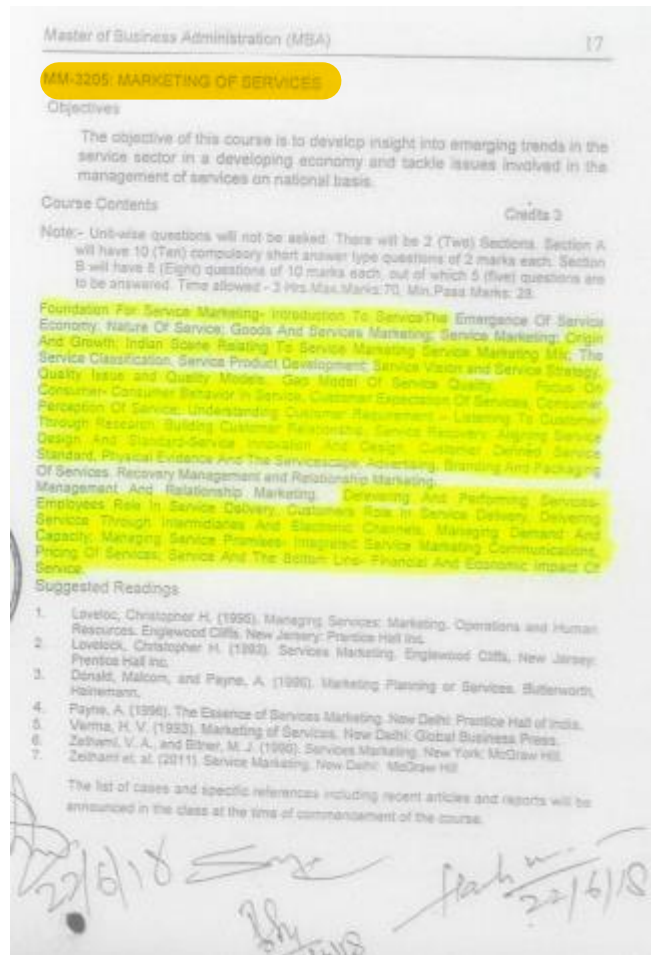 Master of Business Administration (MBA) 17
MM-3205: MARKETING OF SERVICES
Objectives
The objective of this course is to develop insight into emerging trends in the
service sector in a developing economy and tackle issues involved in the
management of services on national basis.
Course Contents
Credits 3
Note:- Unit-wise questions will not be asked. There will be 2 (Two) Sections. Section A
will have 10 (Ten) compulsory short answer type questions of 2 marks each. Section
B will have 8 (Eight) questions of 10 marks each, out of which 5 (five) questions are
to be answered. Time allowed - 3 Hrs.Max.Marks:70, Min.Pass Marks: 28.
Foundation For Service Marketing- Introduction To ServiceThe Emergence Of Service
Economy, Nature Of Service; Goods And Services Marketing; Service Marketing: Origin
And Growth; Indian Scene Relating To Service Marketing Service Marketing Mix; The
Service Classification, Service Product Development; Service Vision and Service Strategy,
Quality Issue and Quality Models, Gap Model Of Service Quality. Focus On
Consumer- Consumer Behavior in Service, Customer Expectation Of Services, Consumer
Perception Of Service; Understanding Customer Requirement – Listening To Customer
Through Research, Building Customer Relationship, Service Recovery, Aligning Service
Design And Standard-Service Innovation And Design, Customer Defined Service
Standard, Physical Evidence And The Servicescape, Advertising, Branding And Packaging
Of Services. Recovery Management and Relationship Marketing.
Management And Relationship Marketing. Delevering And Performing Services-
Employees Role In Service Delivery, Customers Role In Service Delivery, Delivering
Services Through Intermidiaries And Electronic Channels, Managing Demand And
Capacity; Managing Service Promises- Integrated Service Marketing Communications,
Pricing Of Services; Service And The Bottom Line- Financial And Economic Impact Of
Service.
Suggested Readings
1. Loveloc, Christopher H. (1995). Managing Services: Marketing, Operations and Human
Resources. Englewood Cliffs, New Jersey: Prentice Hall Inc.
2. Lovelock, Christopher H. (1993). Services Marketing. Englewood Cliffs, New Jersey:
Prentice Hall Inc.
3. Donald, Malcom, and Payne, A. (1996). Marketing Planning or Services. Butterworth,
Heinemann.
4. Payne, A. (1996). The Essence of Services Marketing. New Delhi: Prentice Hall of India.
5. Verma, H. V. (1993). Marketing of Services. New Delhi: Global Business Press.
6. Zeithaml, V. A., and Bitner, M. J. (1996). Services Marketing. New York: McGraw Hill.
7. Zeithaml et. al. (2011). Service Marketing. New Delhi: McGraw Hill
The list of cases and specific references including recent articles and reports will be
announced in the class at the time of commencement of the course.
22/6/18
22/6/18